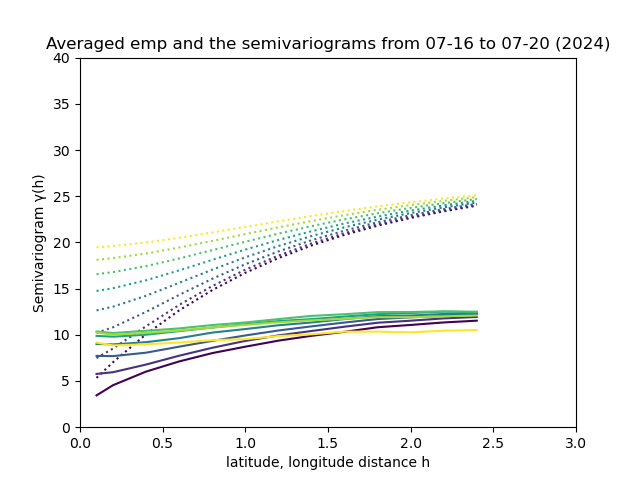 Averaged emp and the semivariograms from 07-16 to 07-20 (2024)
40
35
30
25
20
15
10
5
0
Semivariogram γ(h)
0.0 0.5 1.0 1.5 2.0 2.5 3.0
latitude, longitude distance h